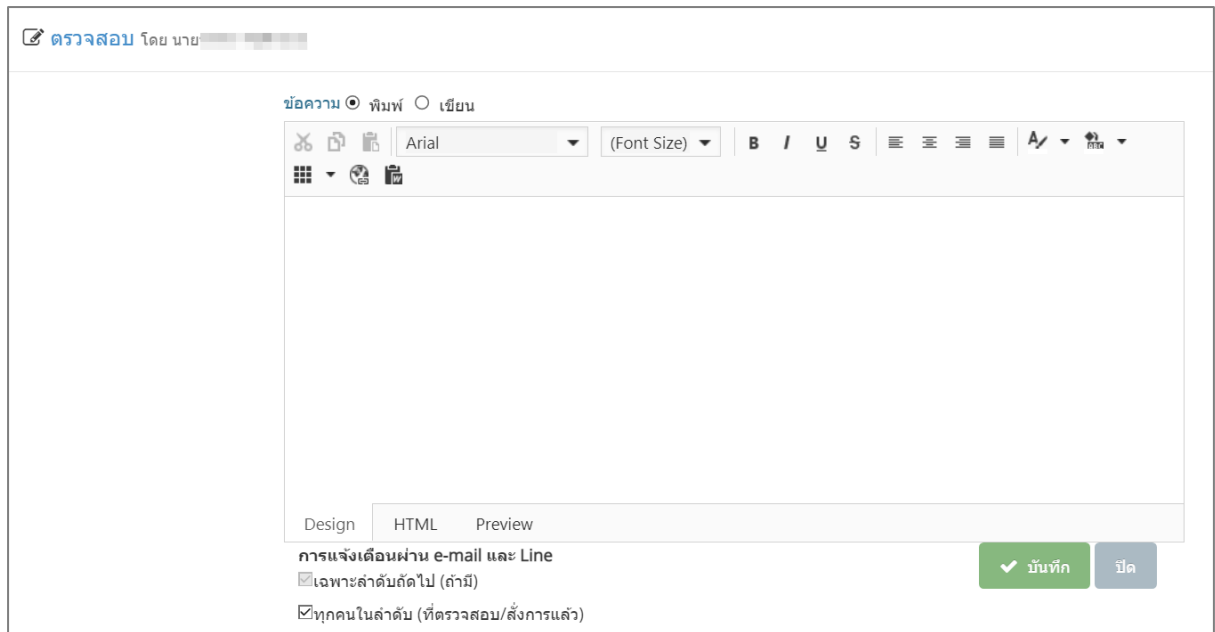 ตรวจสอบ โดย นาย
ข้อความ พิมพ์ เขียน
Arial (Font Size) B I U S
Design HTML Preview
การแจ้งเตือนผ่าน e-mail และ Line
เฉพาะลำดับถัดไป (ถ้ามี)
ทุกคนในลำดับ (ที่ตรวจสอบ/สั่งการแล้ว)
บันทึก ปิด